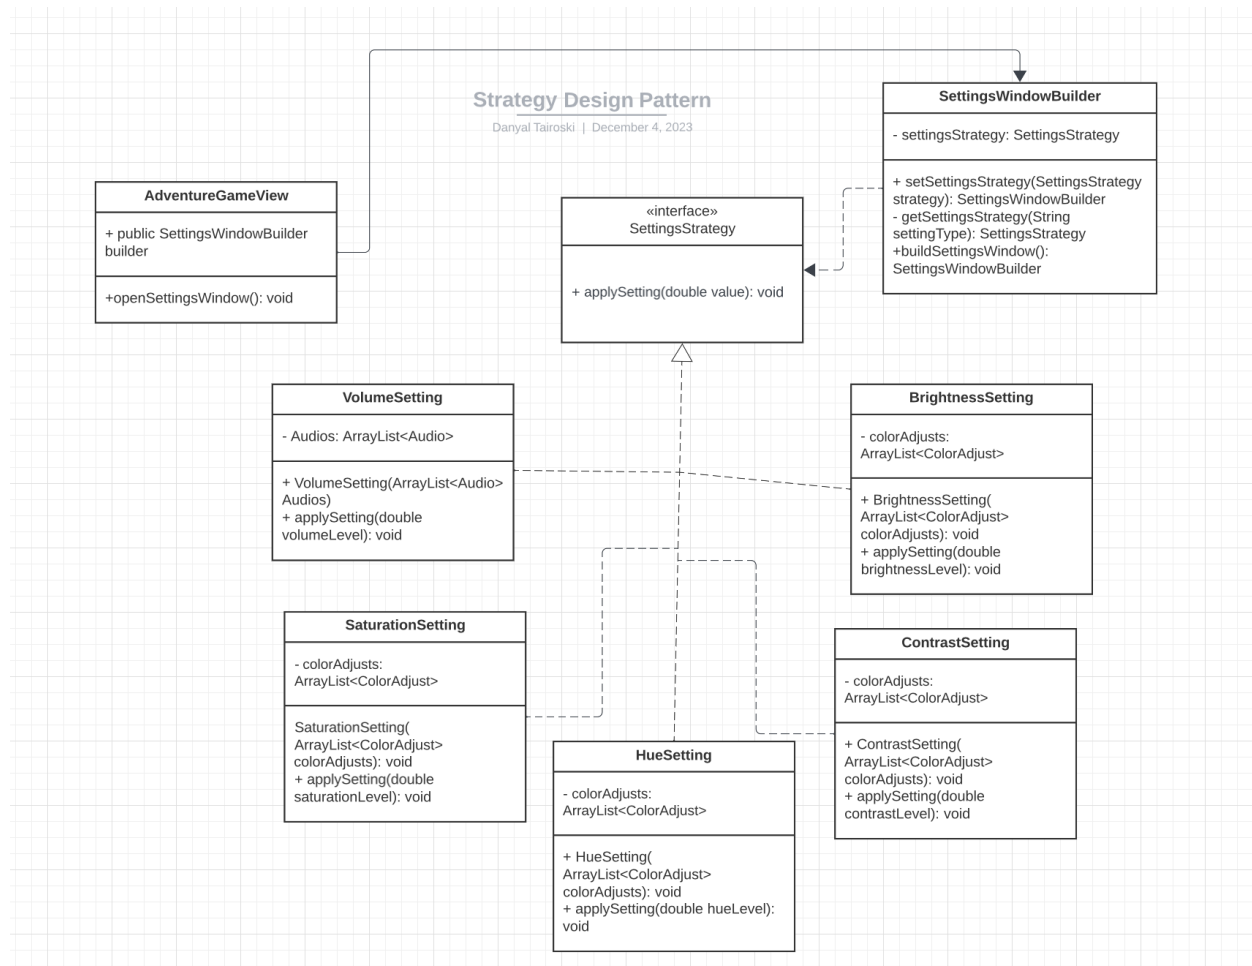 Strategy Design Pattern
Danyal Tairoski | December 4, 2023
SettingsWindowBuilder
- settingsStrategy: SettingsStrategy
+ setSettingsStrategy(SettingsStrategy
strategy): SettingsWindowBuilder
- getSettingsStrategy(String
settingType): SettingsStrategy
+buildSettingsWindow():
SettingsWindowBuilder
AdventureGameView
+ public SettingsWindowBuilder
builder
+openSettingsWindow(): void
«interface»
SettingsStrategy
+ applySetting(double value): void
VolumeSetting
- Audios: ArrayList<Audio>
+ VolumeSetting(ArrayList<Audio>
Audios)
+ applySetting(double
volumeLevel): void
BrightnessSetting
- colorAdjusts:
ArrayList<ColorAdjust>
+ BrightnessSetting(
ArrayList<ColorAdjust>
colorAdjusts): void
+ applySetting(double
brightnessLevel): void
SaturationSetting
- colorAdjusts:
ArrayList<ColorAdjust>
SaturationSetting(
ArrayList<ColorAdjust>
colorAdjusts): void
+ applySetting(double
saturationLevel): void
ContrastSetting
- colorAdjusts:
ArrayList<ColorAdjust>
+ ContrastSetting(
ArrayList<ColorAdjust>
colorAdjusts): void
+ applySetting(double
contrastLevel): void
HueSetting
- colorAdjusts:
ArrayList<ColorAdjust>
+ HueSetting(
ArrayList<ColorAdjust>
colorAdjusts): void
+ applySetting(double hueLevel):
void